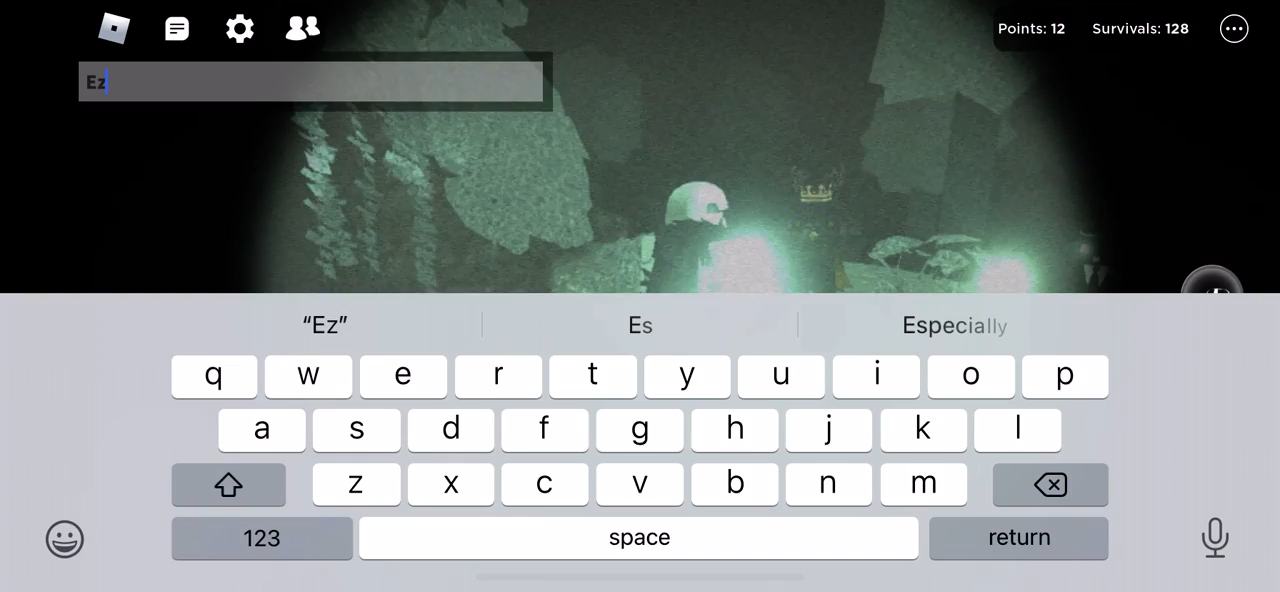 Points: 12 Survivals: 128
Ez
“Ez” Es Especially
q w e r t y u i o p
a s d f g h j k l
z x c v b n m
123 space return